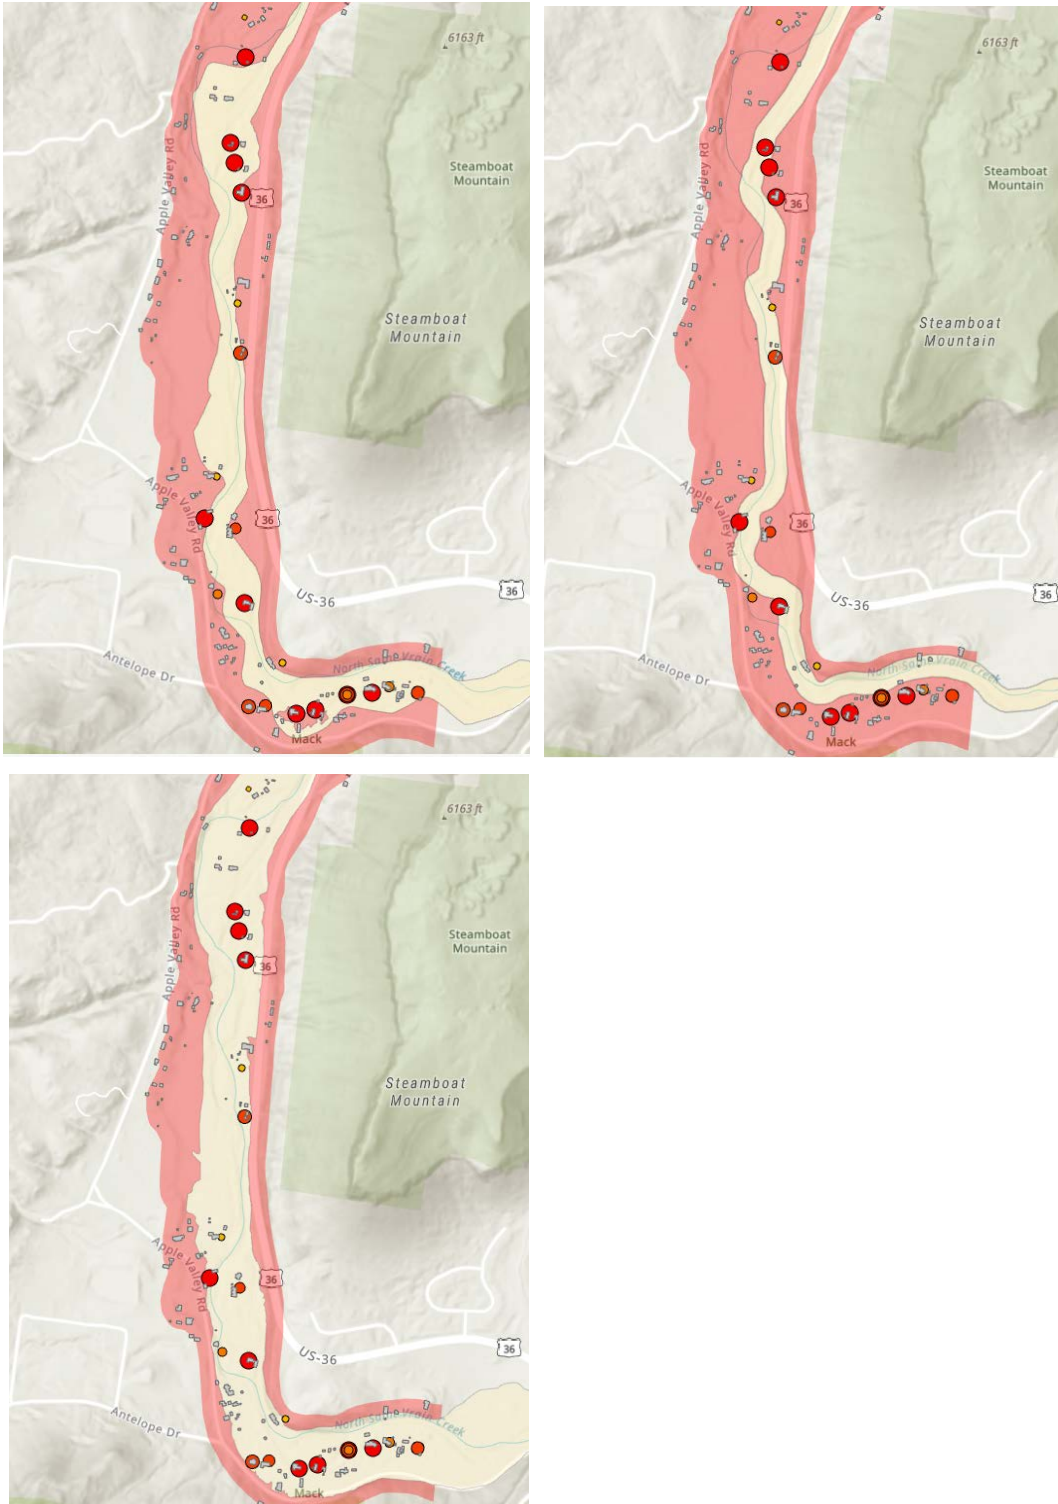 6163 ft
Steamboat
Mountain
Apple Valley Rd
36
Steamboat
Mountain
Apple Valley Rd
36
36
US-36
Antelope Dr
North Saint Vrain Creek
Mack
6163 ft
Steamboat
Mountain
Apple Valley Rd
36
Steamboat
Mountain
Apple Valley Rd
36
36
US-36
Antelope Dr
North Saint Vrain Creek
Mack
6163 ft
Steamboat
Mountain
Apple Valley Rd
36
Steamboat
Mountain
Apple Valley Rd
36
36
US-36
Antelope Dr
North Saint Vrain Creek
Mack